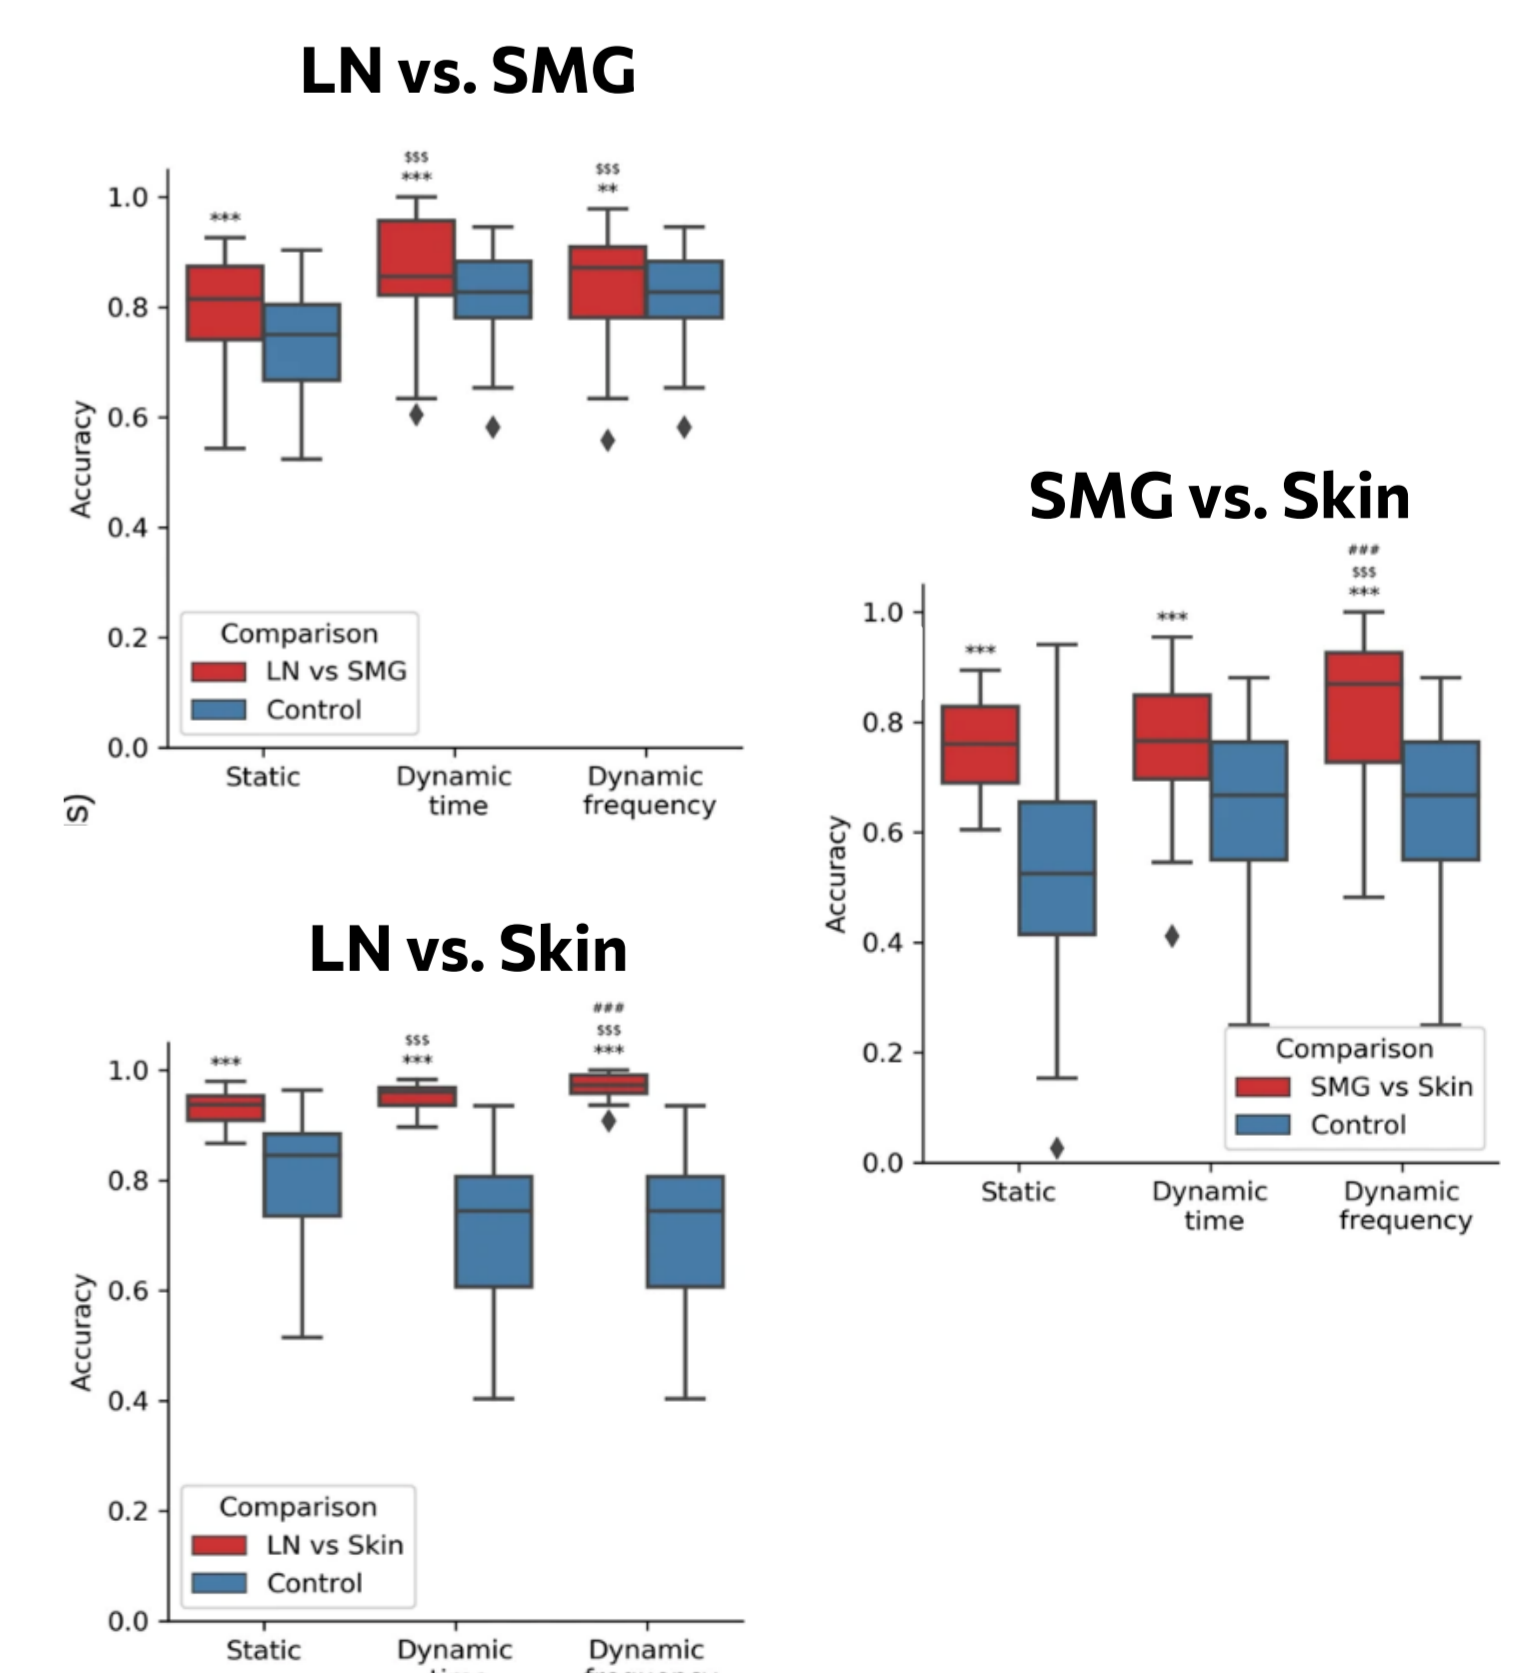 LN vs. SMG
$$$
***
$$$
**
***
1.0
0.8
0.6
0.4
0.2
0.0
Accuracy
Comparison
LN vs SMG
Control
Static
Dynamic
time
Dynamic
frequency
SMG vs. Skin
###
$$$
***
***
***
1.0
0.8
0.6
0.4
0.2
0.0
Accuracy
Comparison
SMG vs Skin
Control
Static
Dynamic
time
Dynamic
frequency
LN vs. Skin
###
$$$
***
$$$
***
***
1.0
0.8
0.6
0.4
0.2
0.0
Accuracy
Comparison
LN vs Skin
Control
Static
Dynamic
Dynamic